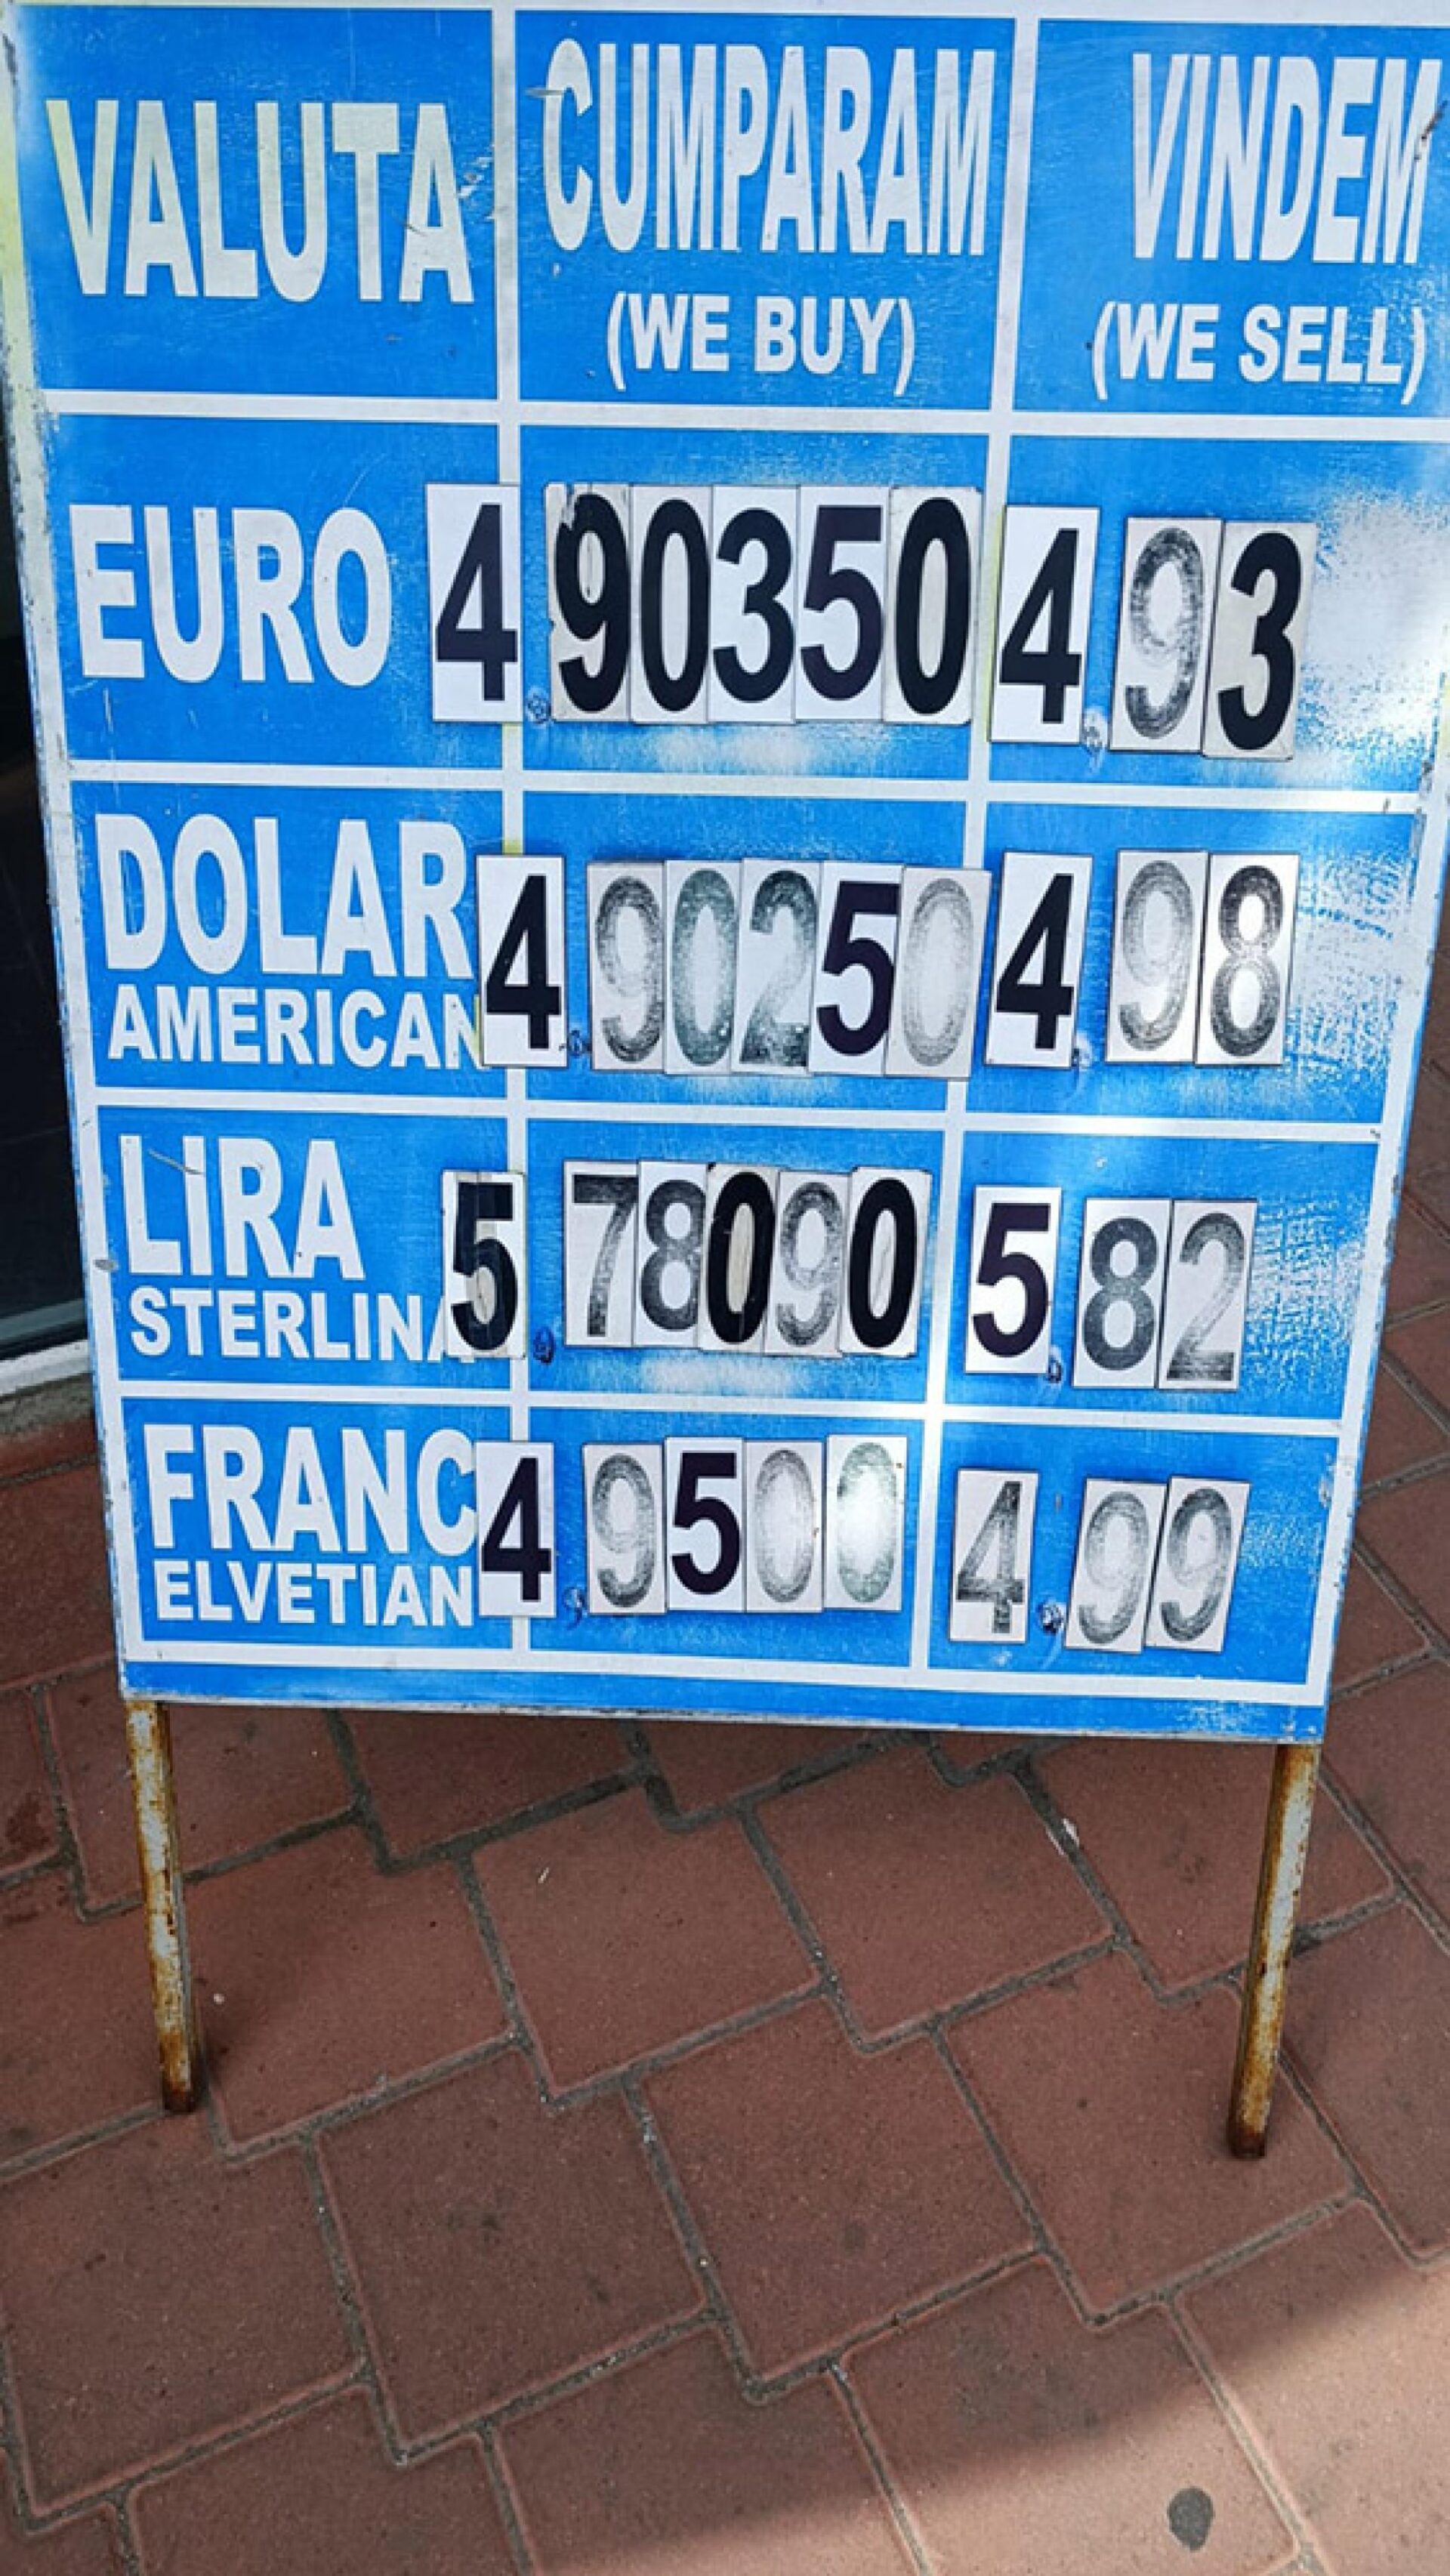 VALUTA CUMPARAM VINDEM
(WE BUY) (WE SELL)
EURO 4.90350 4.93
DOLAR 4.90250 4.98
AMERICAN
LIRA 5.78090 5.82
STERLINA
FRANC 4.9500 4.99
ELVETIAN